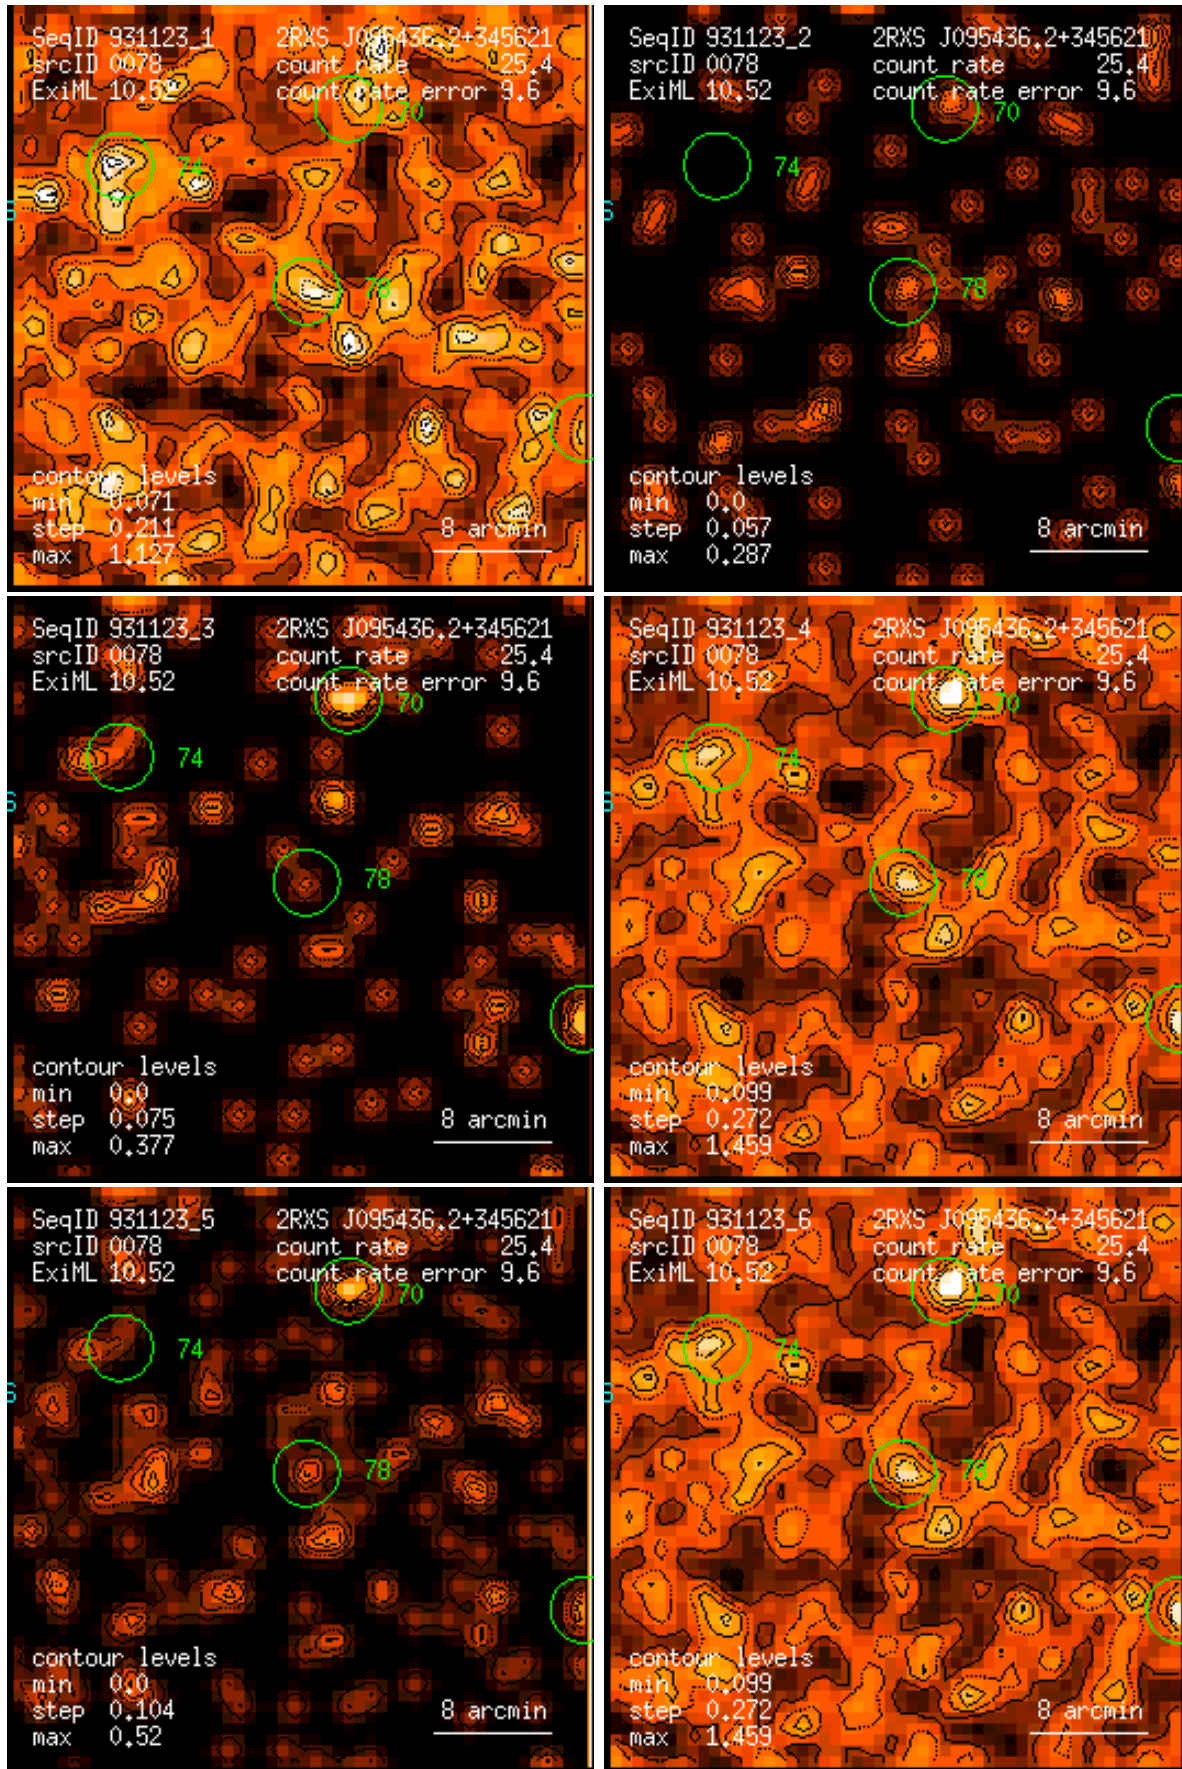 SeqID 931123_1 2RXS J095436.2+345621
srcID 0078 count rate 25.4
ExiML 10.52 count rate error 9.6
70
74
S
78
contour levels
min 0.071
step 0.211 8 arcmin
max 1.127
SeqID 931123_2 2RXS J095436.2+345621
srcID 0078 count rate 25.4
ExiML 10.52 count rate error 9.6
70
74
S
78
contour levels
min 0.0
step 0.057 8 arcmin
max 0.287
SeqID 931123_3 2RXS J095436.2+345621
srcID 0078 count rate 25.4
ExiML 10.52 count rate error 9.6
70
74
S
78
contour levels
min 0.0
step 0.075 8 arcmin
max 0.377
SeqID 931123_4 2RXS J095436.2+345621
srcID 0078 count rate 25.4
ExiML 10.52 count rate error 9.6
70
74
S
78
contour levels
min 0.099
step 0.272 8 arcmin
max 1.459
SeqID 931123_5 2RXS J095436.2+345621
srcID 0078 count rate 25.4
ExiML 10.52 count rate error 9.6
70
74
S
78
contour levels
min 0.0
step 0.104 8 arcmin
max 0.52
SeqID 931123_6 2RXS J095436.2+345621
srcID 0078 count rate 25.4
ExiML 10.52 count rate error 9.6
70
74
S
78
contour levels
min 0.099
step 0.272 8 arcmin
max 1.459